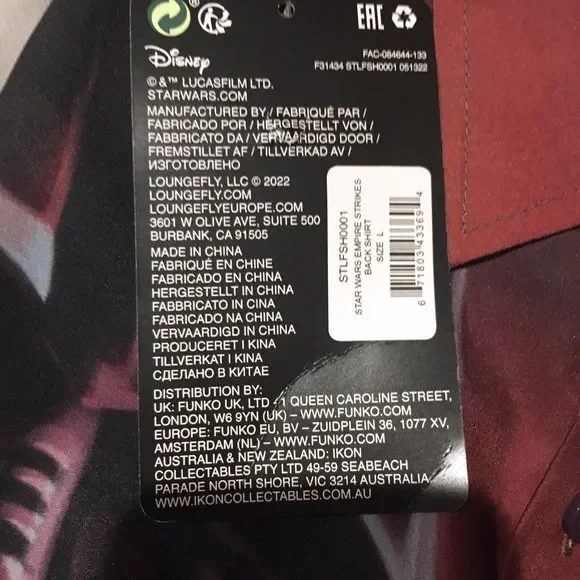 EAC
Disney
FAC-064644-133
F31434 STLFSH0001 051322
©&™ LUCASFILM LTD.
STARWARS.COM
MANUFACTURED BY / FABRIQUÉ PAR /
FABRICADO POR / HERGESTELLT VON /
FABBRICATO DA / VERVAARDIGD DOOR /
FREMSTILLET AF / TILLVERKAD AV /
ИЗГОТОВЛЕНО
LOUNGEFLY, LLC © 2022
LOUNGEFLY.COM
LOUNGEFLYEUROPE.COM
3601 W OLIVE AVE, SUITE 500
BURBANK, CA 91505
MADE IN CHINA
FABRIQUÉ EN CHINE
FABRICADO EN CHINA
HERGESTELLT IN CHINA
FABBRICATO IN CINA
FABRICADO NA CHINA
VERVAARDIGD IN CHINA
PRODUCERET I KINA
TILLVERKAT I KINA
СДЕЛАНО В КИТАЕ
DISTRIBUTION BY:
UK: FUNKO UK, LTD - 1 QUEEN CAROLINE STREET,
LONDON, W6 9YN (UK) – WWW.FUNKO.COM
EUROPE: FUNKO EU, BV – ZUIDPLEIN 36, 1077 XV,
AMSTERDAM (NL) – WWW.FUNKO.COM
AUSTRALIA & NEW ZEALAND: IKON
COLLECTABLES PTY LTD 49-59 SEABEACH
PARADE NORTH SHORE, VIC 3214 AUSTRALIA
WWW.IKONCOLLECTABLES.COM.AU
STLFSH0001
STAR WARS EMPIRE STRIKES
BACK SHIRT
SIZE L
6 71803 43369 4